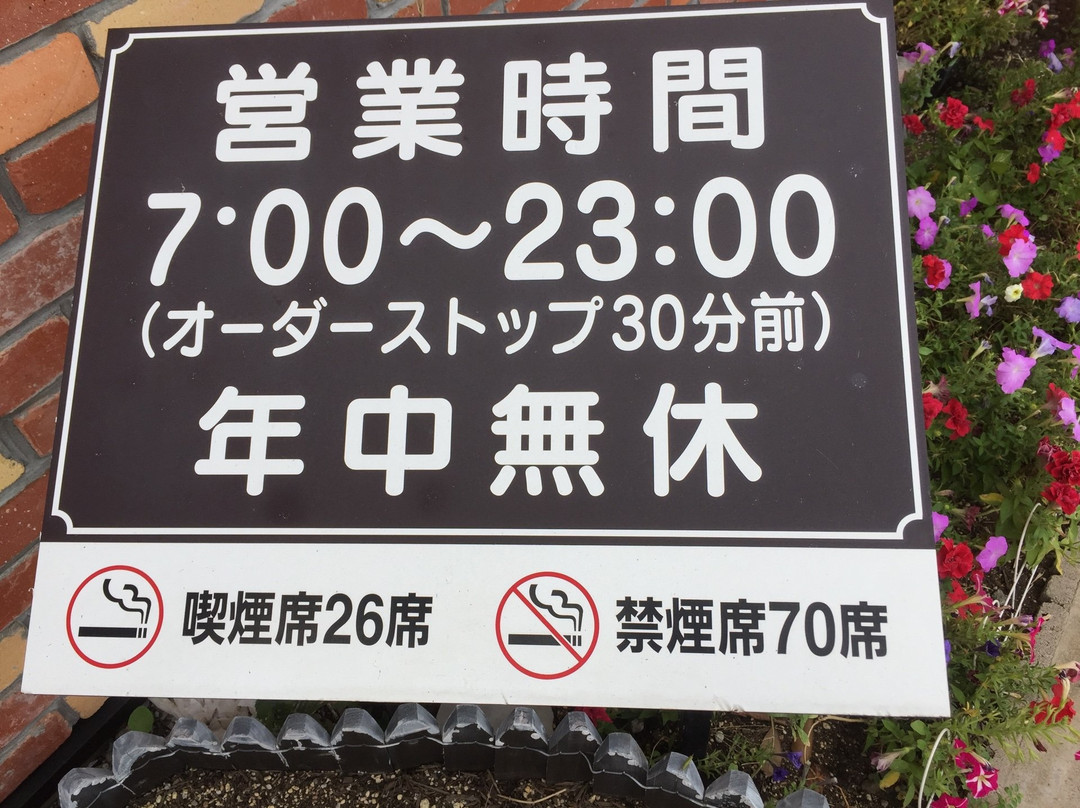 営業時間
7:00～23:00
(オーダーストップ30分前)
年中無休
喫煙席26席
禁煙席70席